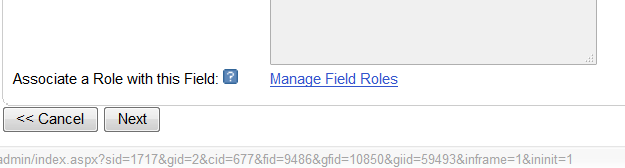 Associate a Role with this Field: ? Manage Field Roles
<< Cancel Next
admin/index.aspx?sid=1717&gid=2&cid=677&fid=9486&gfid=10850&giid=59493&inframe=1&ininit=1